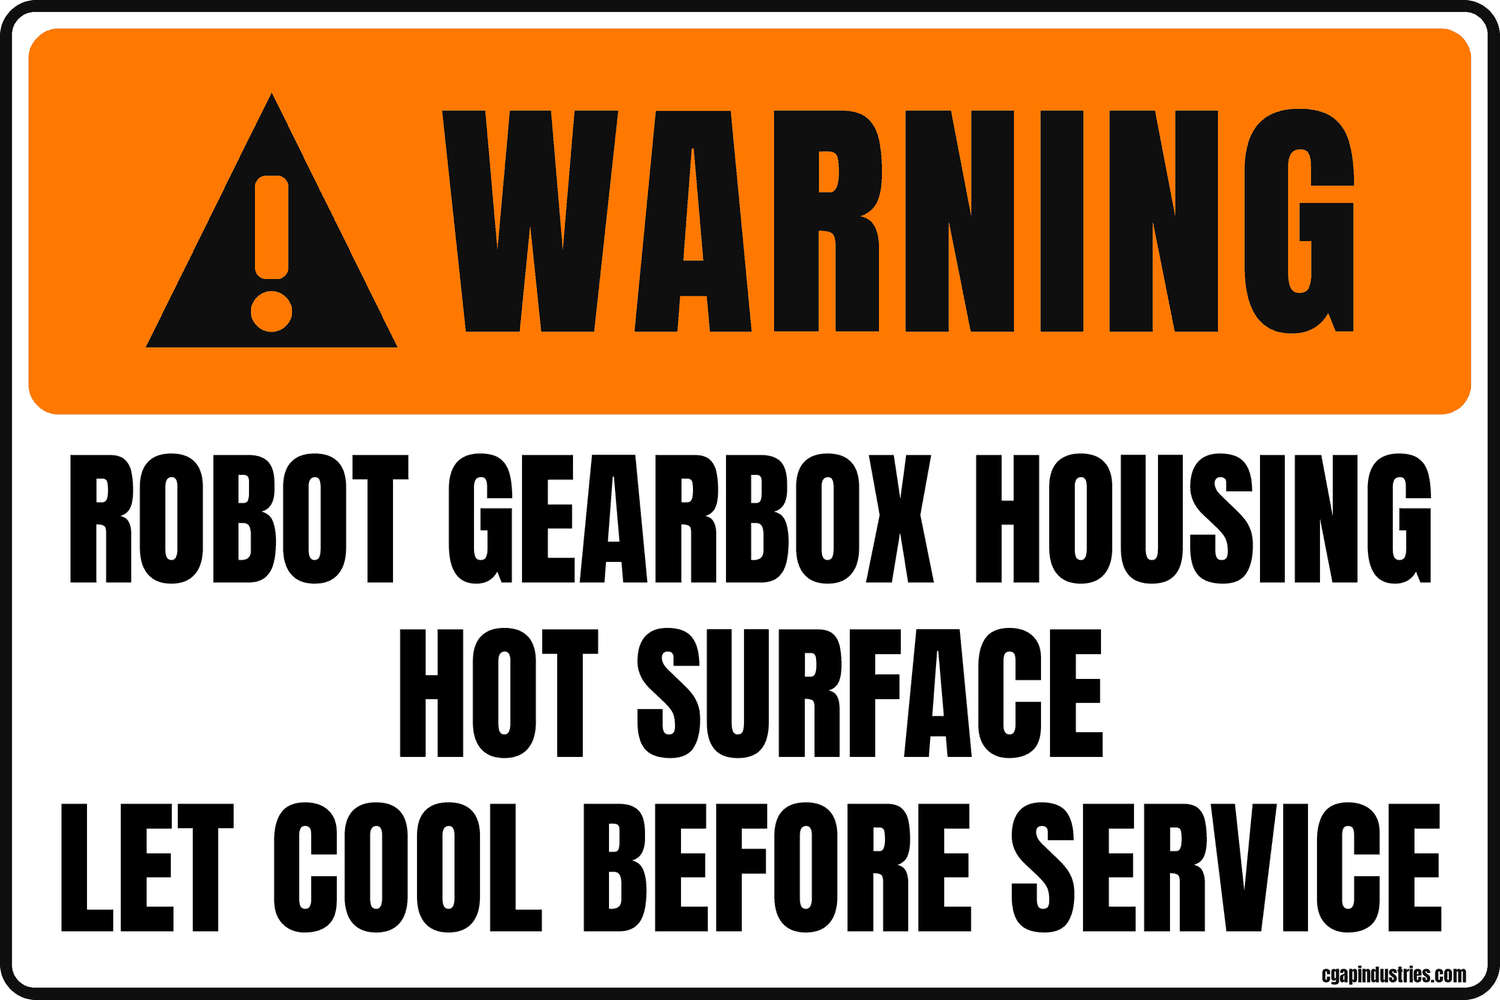 WARNING
ROBOT GEARBOX HOUSING
HOT SURFACE
LET COOL BEFORE SERVICE
cgapindustries.com